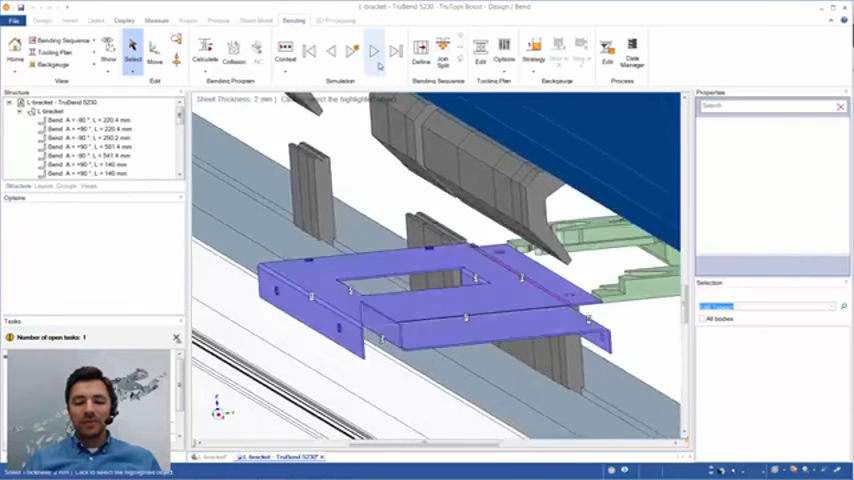 L-bracket - TruBend 5230 - TruTops Boost - Design / Bend
File
Design
Insert
Display
Measure
Repair
Prepare
Sheet Metal
Bending
3D Processing
Home
Bending Sequence
Tooling Plan
Backgauge
View
Show
Select
Move
Edit
Calculate
Collision
NC
Bending Program
Context
Simulation
Define
Join
Split
Bending Sequence
Edit
Options
Tooling Plan
Strategy
Stop in X
Stop in Z
Backgauge
Edit
Data
Manager
Process
Structure
L-bracket - TruBend 5230
L-bracket
Bend A = -90 °, L = 220.4 mm
Bend A = +90 °, L = 220.4 mm
Bend A = -90 °, L = 250.2 mm
Bend A = +90 °, L = 581.4 mm
Bend A = -90 °, L = 541.4 mm
Bend A = +90 °, L = 140 mm
Bend A = +90 °, L = 140 mm
Structure Layers Groups Views
Options
Tasks
Number of open tasks: 1
Sheet Thickness: 2 mm
Properties
Search
Selection
All bodies
L-bracket*
L-bracket - TruBend 5230*
Sheet Thickness: 2 mm | Click to select the highlighted object